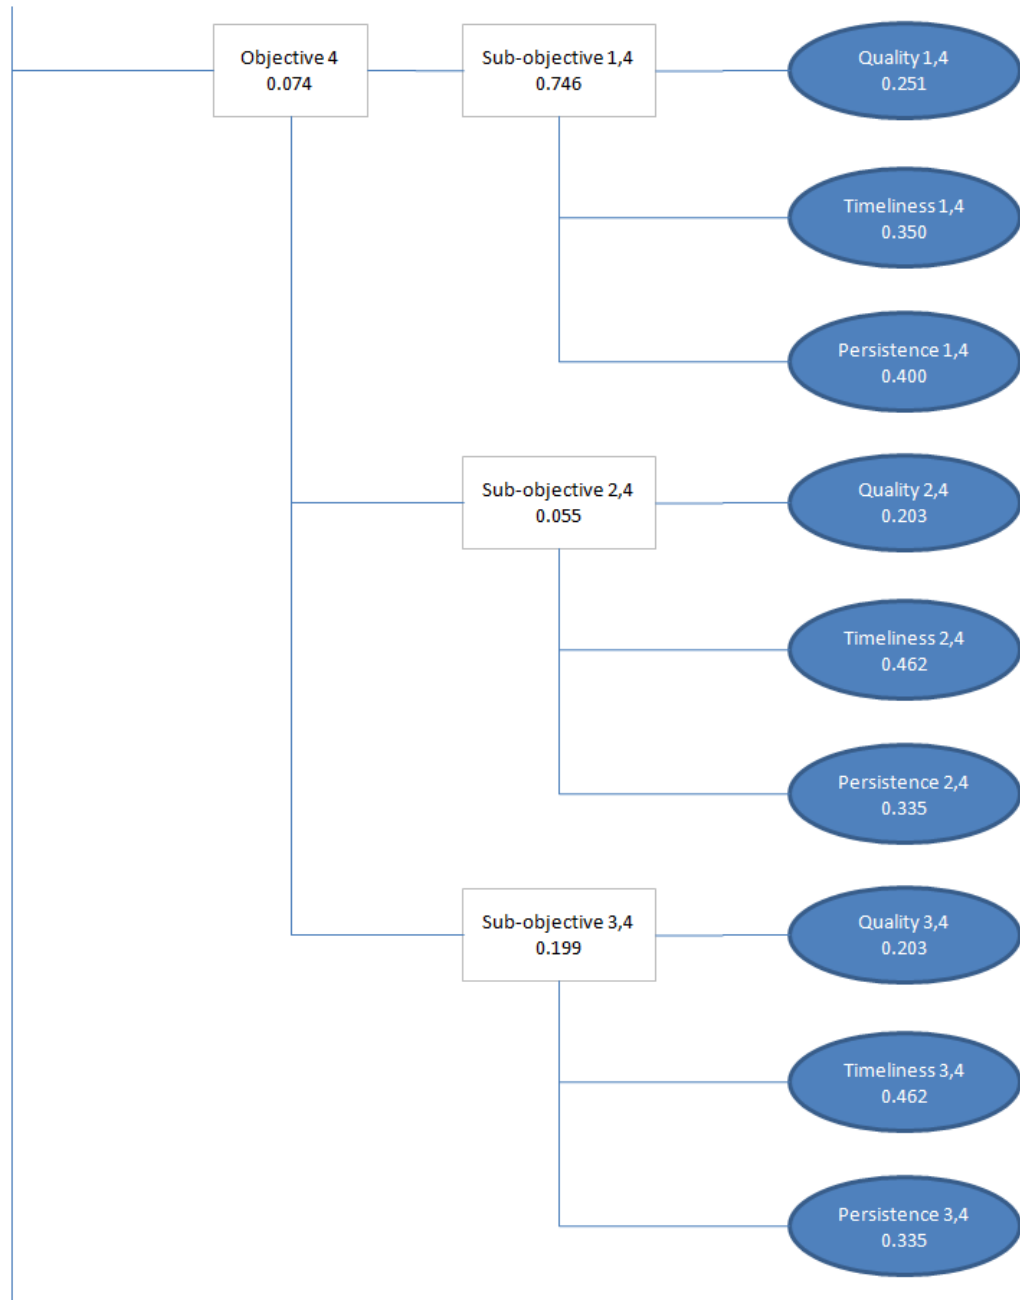 Objective 4
0.074
Sub-objective 1,4
0.746
Quality 1,4
0.251
Timeliness 1,4
0.350
Persistence 1,4
0.400
Sub-objective 2,4
0.055
Quality 2,4
0.203
Timeliness 2,4
0.462
Persistence 2,4
0.335
Sub-objective 3,4
0.199
Quality 3,4
0.203
Timeliness 3,4
0.462
Persistence 3,4
0.335